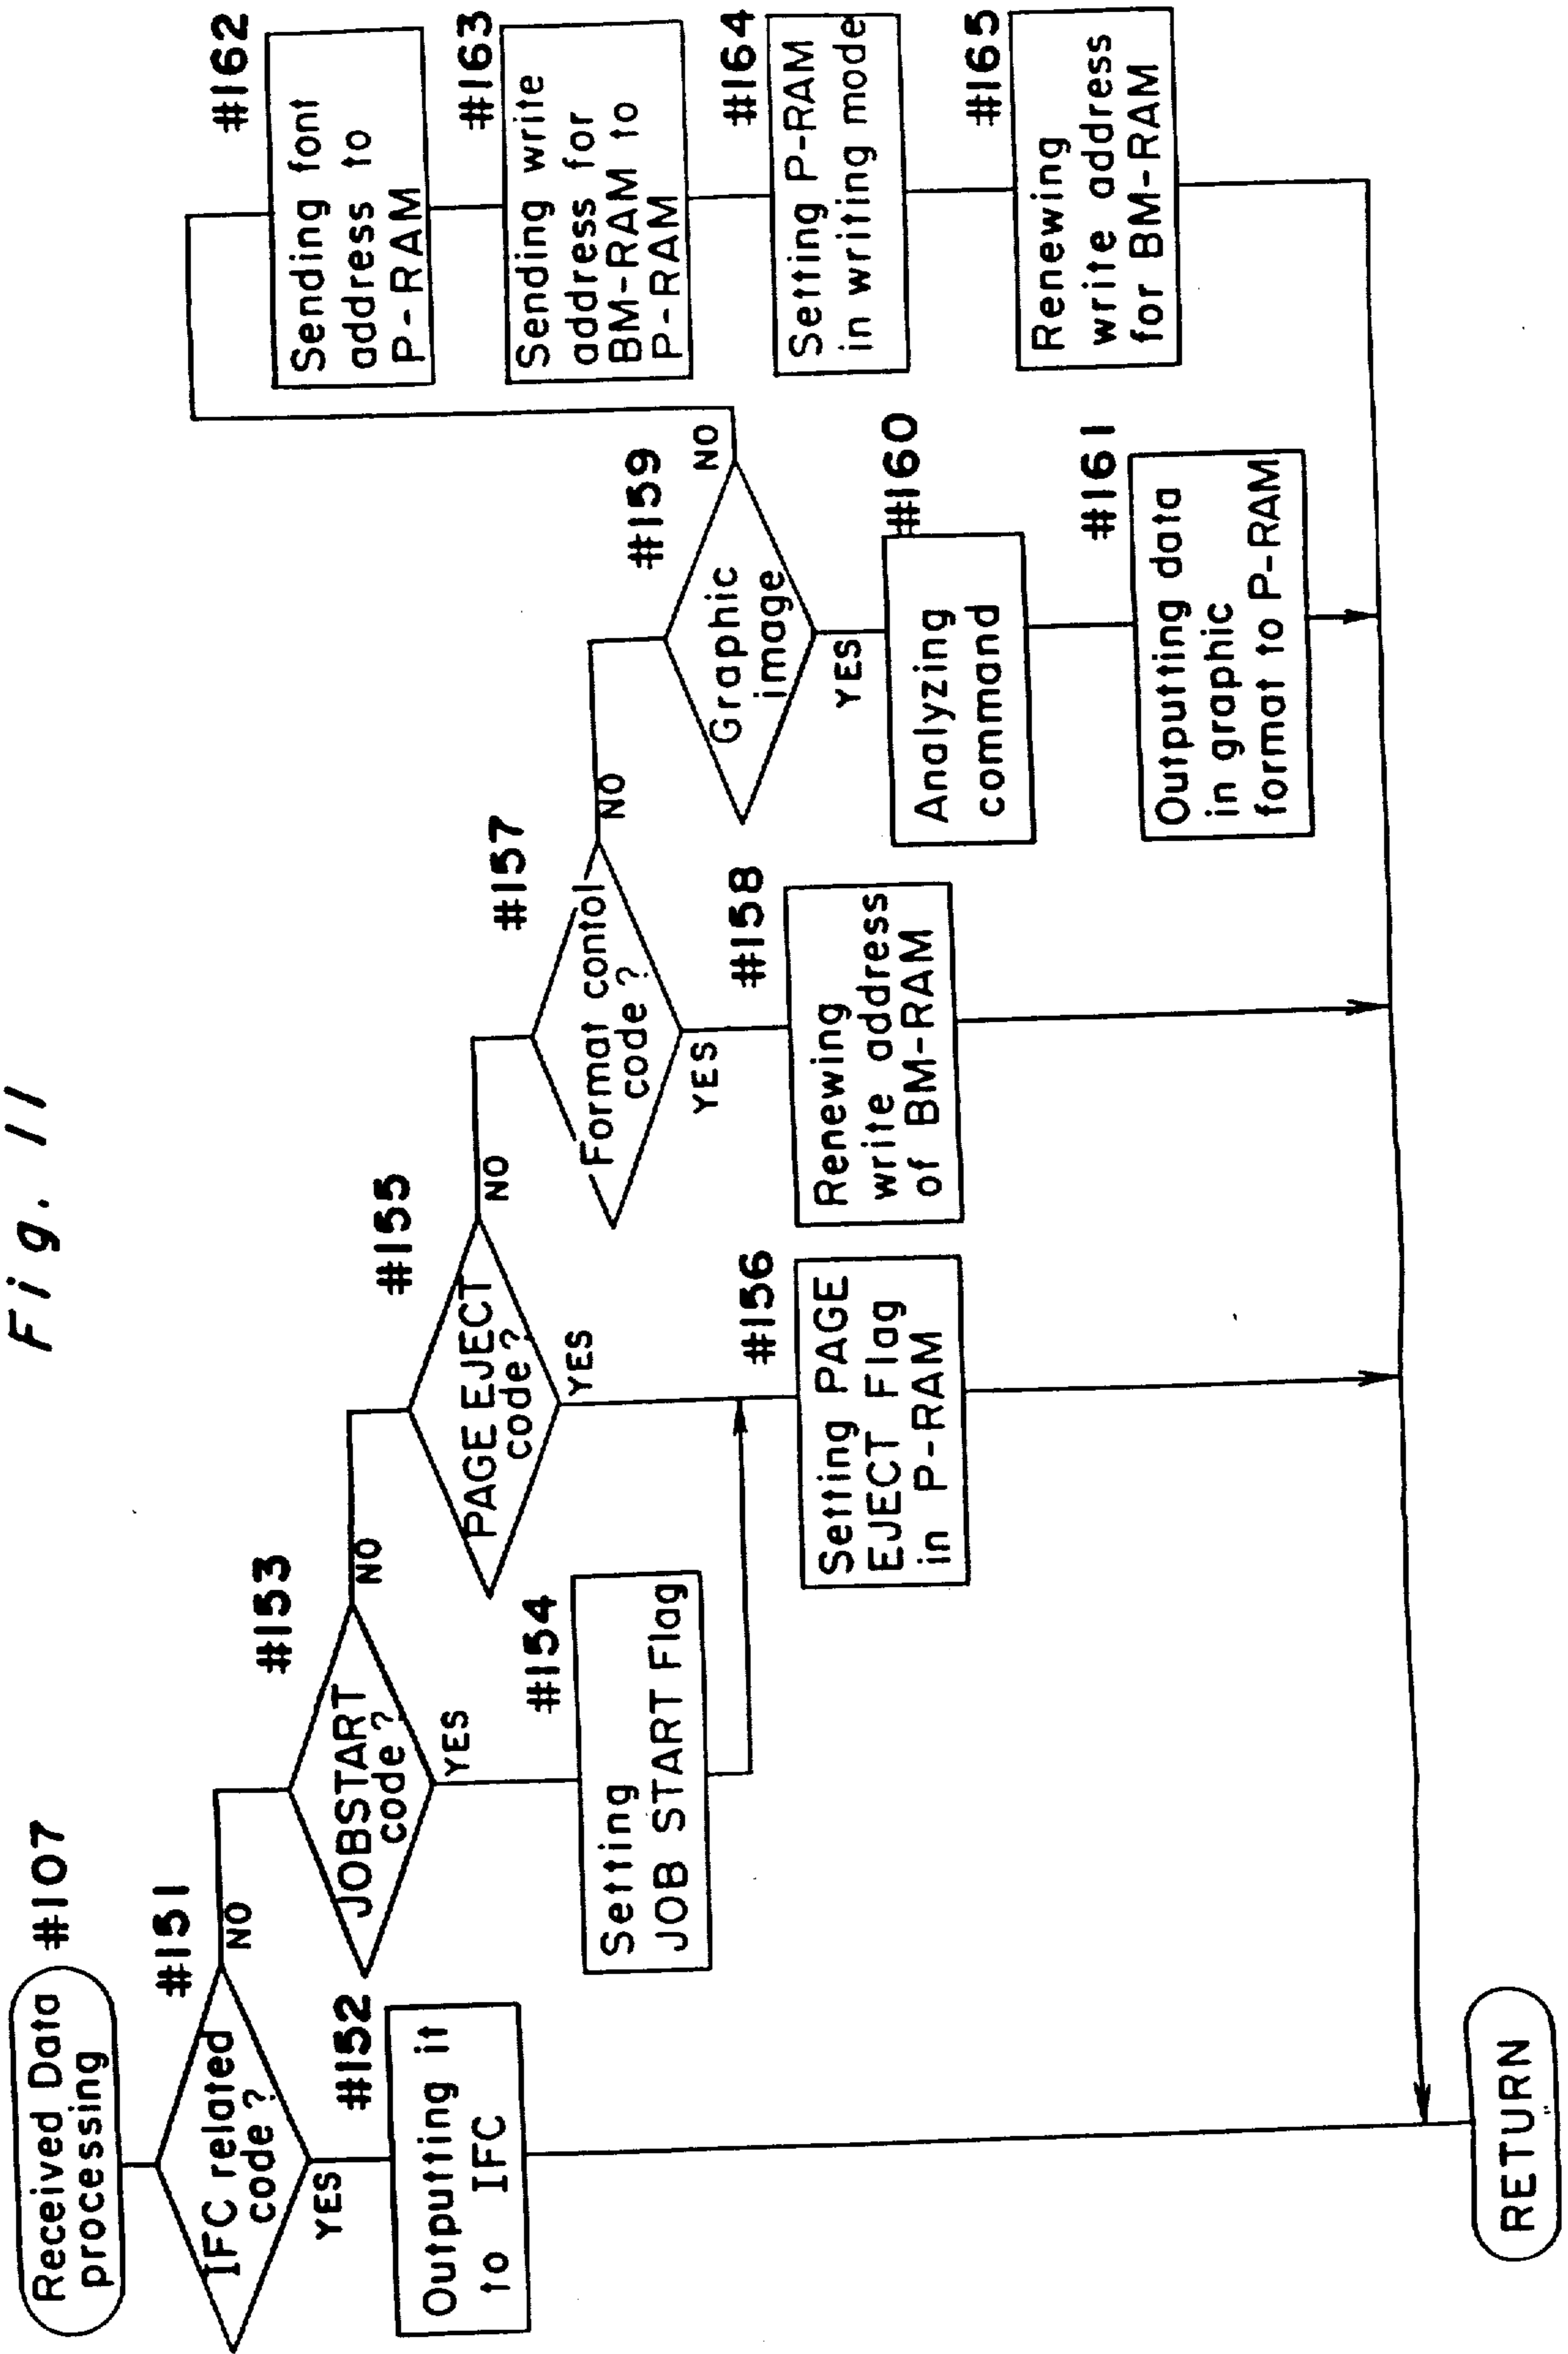 Fig. 11
Received Data
processing
#107
#151
IFC related
code?
NO
YES
#152
Outputting it
to IFC
#153
JOBSTART
code?
NO
YES
#154
Setting
JOB START Flag
#155
PAGE EJECT
code?
NO
YES
#156
Setting PAGE
EJECT Flag
in P-RAM
#157
Format contol
code?
NO
YES
#158
Renewing
write address
of BM-RAM
#159
Graphic
image
NO
YES
#160
Analyzing
command
#161
Outputting data
in graphic
format to P-RAM
#162
Sending font
address to
P-RAM
#163
Sending write
address for
BM-RAM to
P-RAM
#164
Setting P-RAM
in writing mode
#165
Renewing
write address
for BM-RAM
RETURN